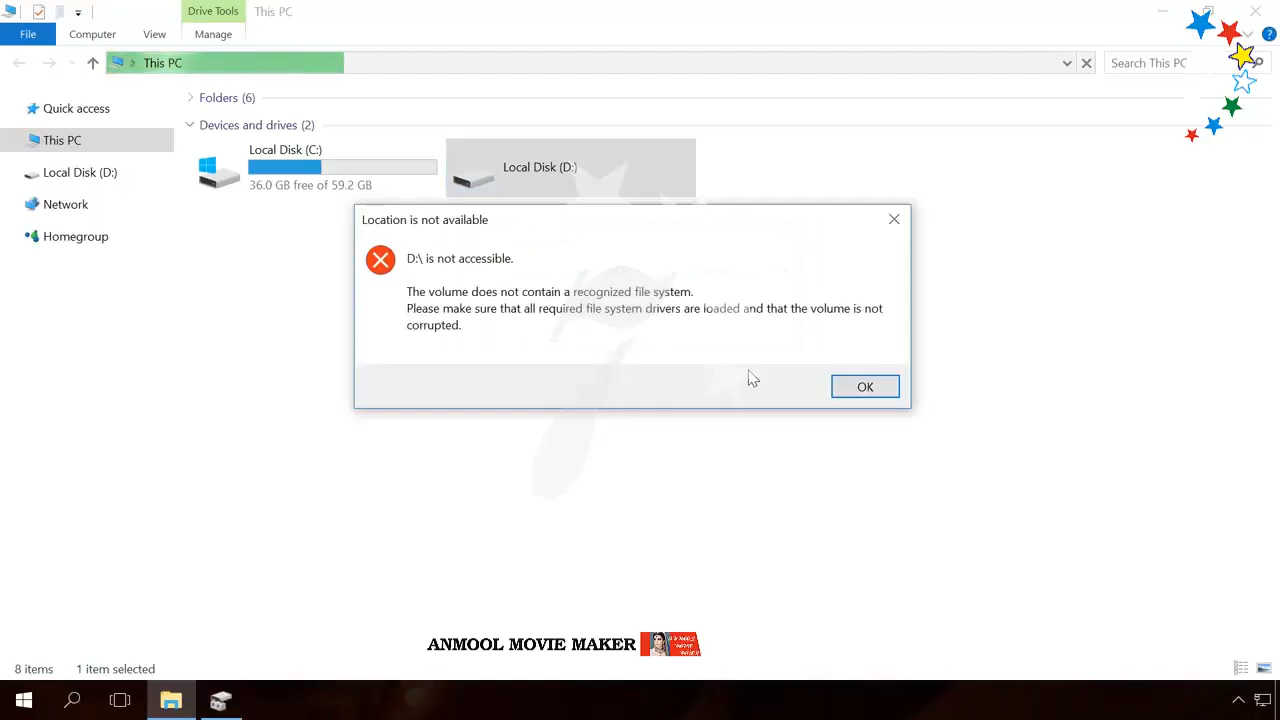 Drive Tools
This PC
File
Computer
View
Manage
This PC
Search This PC
Quick access
This PC
Local Disk (D:)
Network
Homegroup
Folders (6)
Devices and drives (2)
Local Disk (C:)
36.0 GB free of 59.2 GB
Local Disk (D:)
Location is not available
D:\ is not accessible.
The volume does not contain a recognized file system.
Please make sure that all required file system drivers are loaded and that the volume is not
corrupted.
OK
ANMOOL MOVIE MAKER
8 items
1 item selected